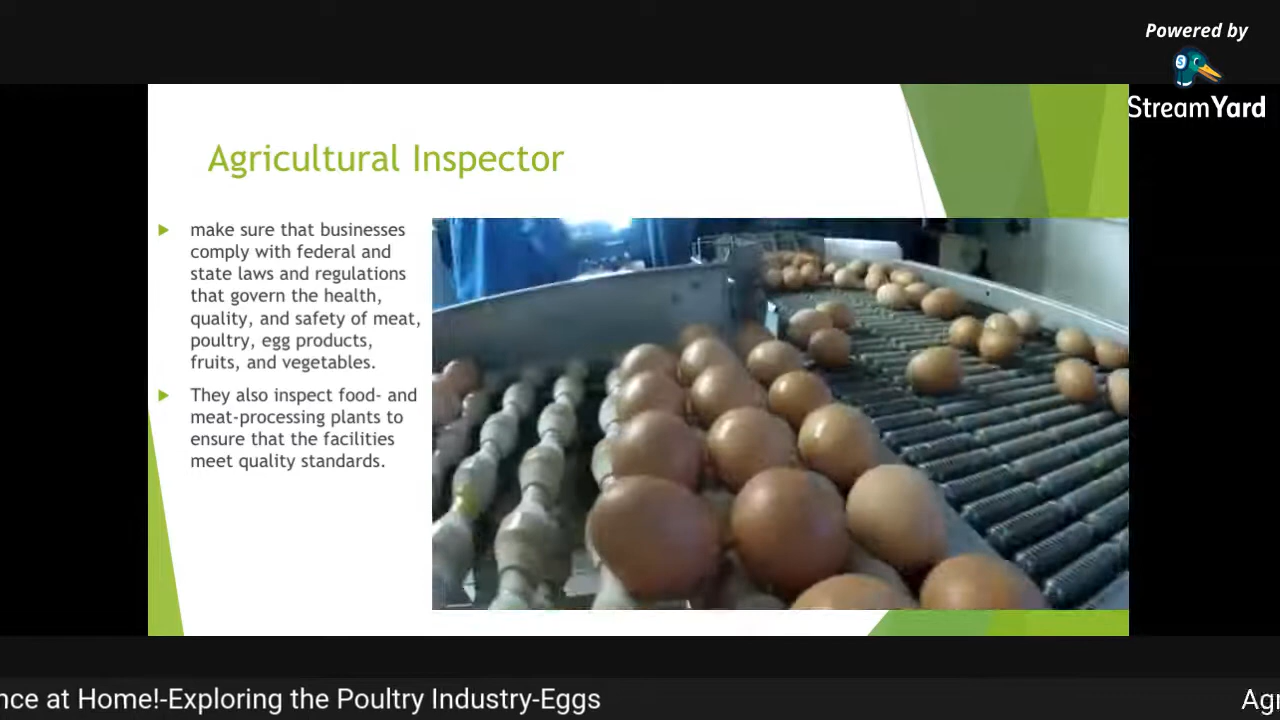 Powered by
StreamYard
Agricultural Inspector
make sure that businesses
comply with federal and
state laws and regulations
that govern the health,
quality, and safety of meat,
poultry, egg products,
fruits, and vegetables.
They also inspect food- and
meat-processing plants to
ensure that the facilities
meet quality standards.
nce at Home!-Exploring the Poultry Industry-Eggs
Agr